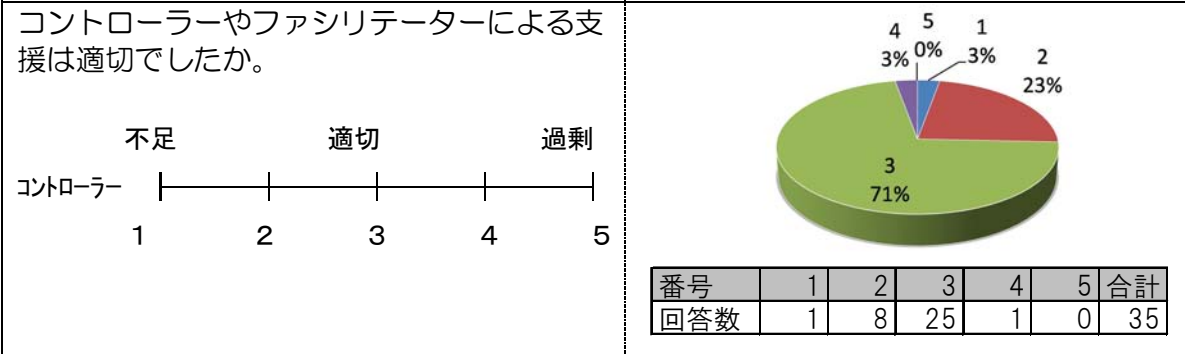 コントローラーやファシリテーターによる支
援は適切でしたか。
不足 適切 過剰
コントローラー
1 2 3 4 5
4 3%
5 0%
1 3%
2 23%
3 71%
番号 1 2 3 4 5 合計
回答数 1 8 25 1 0 35